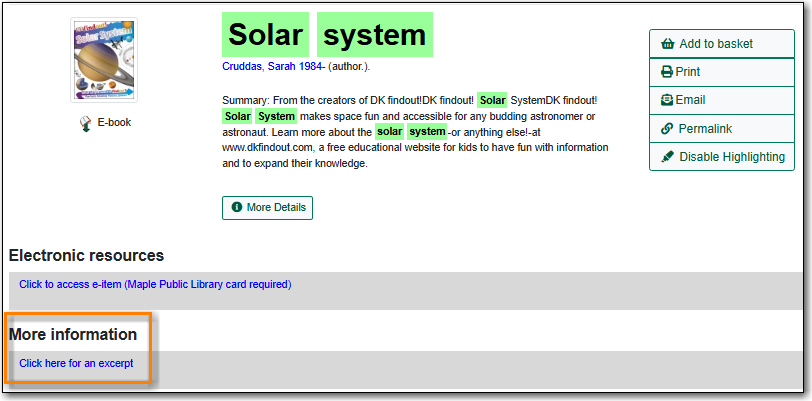 Solar System
Solar system
Cruddas, Sarah 1984- (author.).
E-book
Summary: From the creators of DK findout!DK findout! Solar SystemDK findout!
Solar System makes space fun and accessible for any budding astronomer or
astronaut. Learn more about the solar system-or anything else!-at
www.dkfindout.com, a free educational website for kids to have fun with information
and to expand their knowledge.
More Details
Add to basket
Print
Email
Permalink
Disable Highlighting
Electronic resources
Click to access e-item (Maple Public Library card required)
More information
Click here for an excerpt